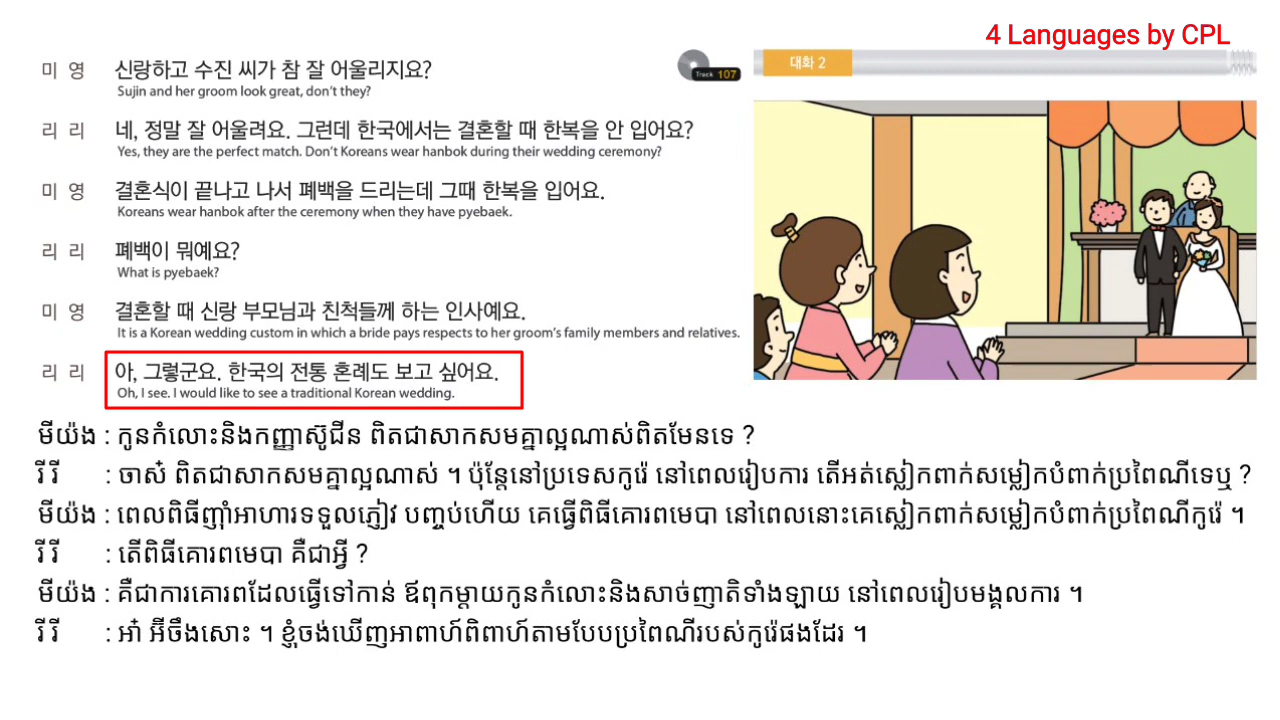 4 Languages by CPL
Track 107
대화 2
미 영 신랑하고 수진 씨가 참 잘 어울리지요?
Sujin and her groom look great, don't they?
리 리 네, 정말 잘 어울려요. 그런데 한국에서는 결혼할 때 한복을 안 입어요?
Yes, they are the perfect match. Don't Koreans wear hanbok during their wedding ceremony?
미 영 결혼식이 끝나고 나서 폐백을 드리는데 그때 한복을 입어요.
Koreans wear hanbok after the ceremony when they have pyebaek.
리 리 폐백이 뭐예요?
What is pyebaek?
미 영 결혼할 때 신랑 부모님과 친척들께 하는 인사예요.
It is a Korean wedding custom in which a bride pays respects to her groom's family members and relatives.
리 리 아, 그렇군요. 한국의 전통 혼례도 보고 싶어요.
Oh, I see. I would like to see a traditional Korean wedding.
មីយ៉ង : កូនកំលោះនិងកញ្ញាស៊ូជីន ពិតជាសាកសមគ្នាល្អណាស់ពិតមែនទេ ?
រីរី : ចាស៎ ពិតជាសាកសមគ្នាល្អណាស់ ។ ប៉ុន្តែនៅប្រទេសកូរ៉េ នៅពេលរៀបការ តើអត់ស្លៀកពាក់សម្លៀកបំពាក់ប្រពៃណីទេឬ ?
មីយ៉ង : ពេលពិធីញ៉ាំអាហារទទួលភ្ញៀវ បញ្ចប់ហើយ គេធ្វើពិធីគោរពមេបា នៅពេលនោះគេស្លៀកពាក់សម្លៀកបំពាក់ប្រពៃណីកូរ៉េ ។
រីរី : តើពិធីគោរពមេបា គឺជាអ្វី ?
មីយ៉ង : គឺជាការគោរពដែលធ្វើទៅកាន់ ឪពុកម្ដាយកូនកំលោះនិងសាច់ញាតិទាំងឡាយ នៅពេលរៀបមង្គលការ ។
រីរី : អា៎ អ៊ីចឹងសោះ ។ ខ្ញុំចង់ឃើញអាពាហ៍ពិពាហ៍តាមបែបប្រពៃណីរបស់កូរ៉េផងដែរ ។